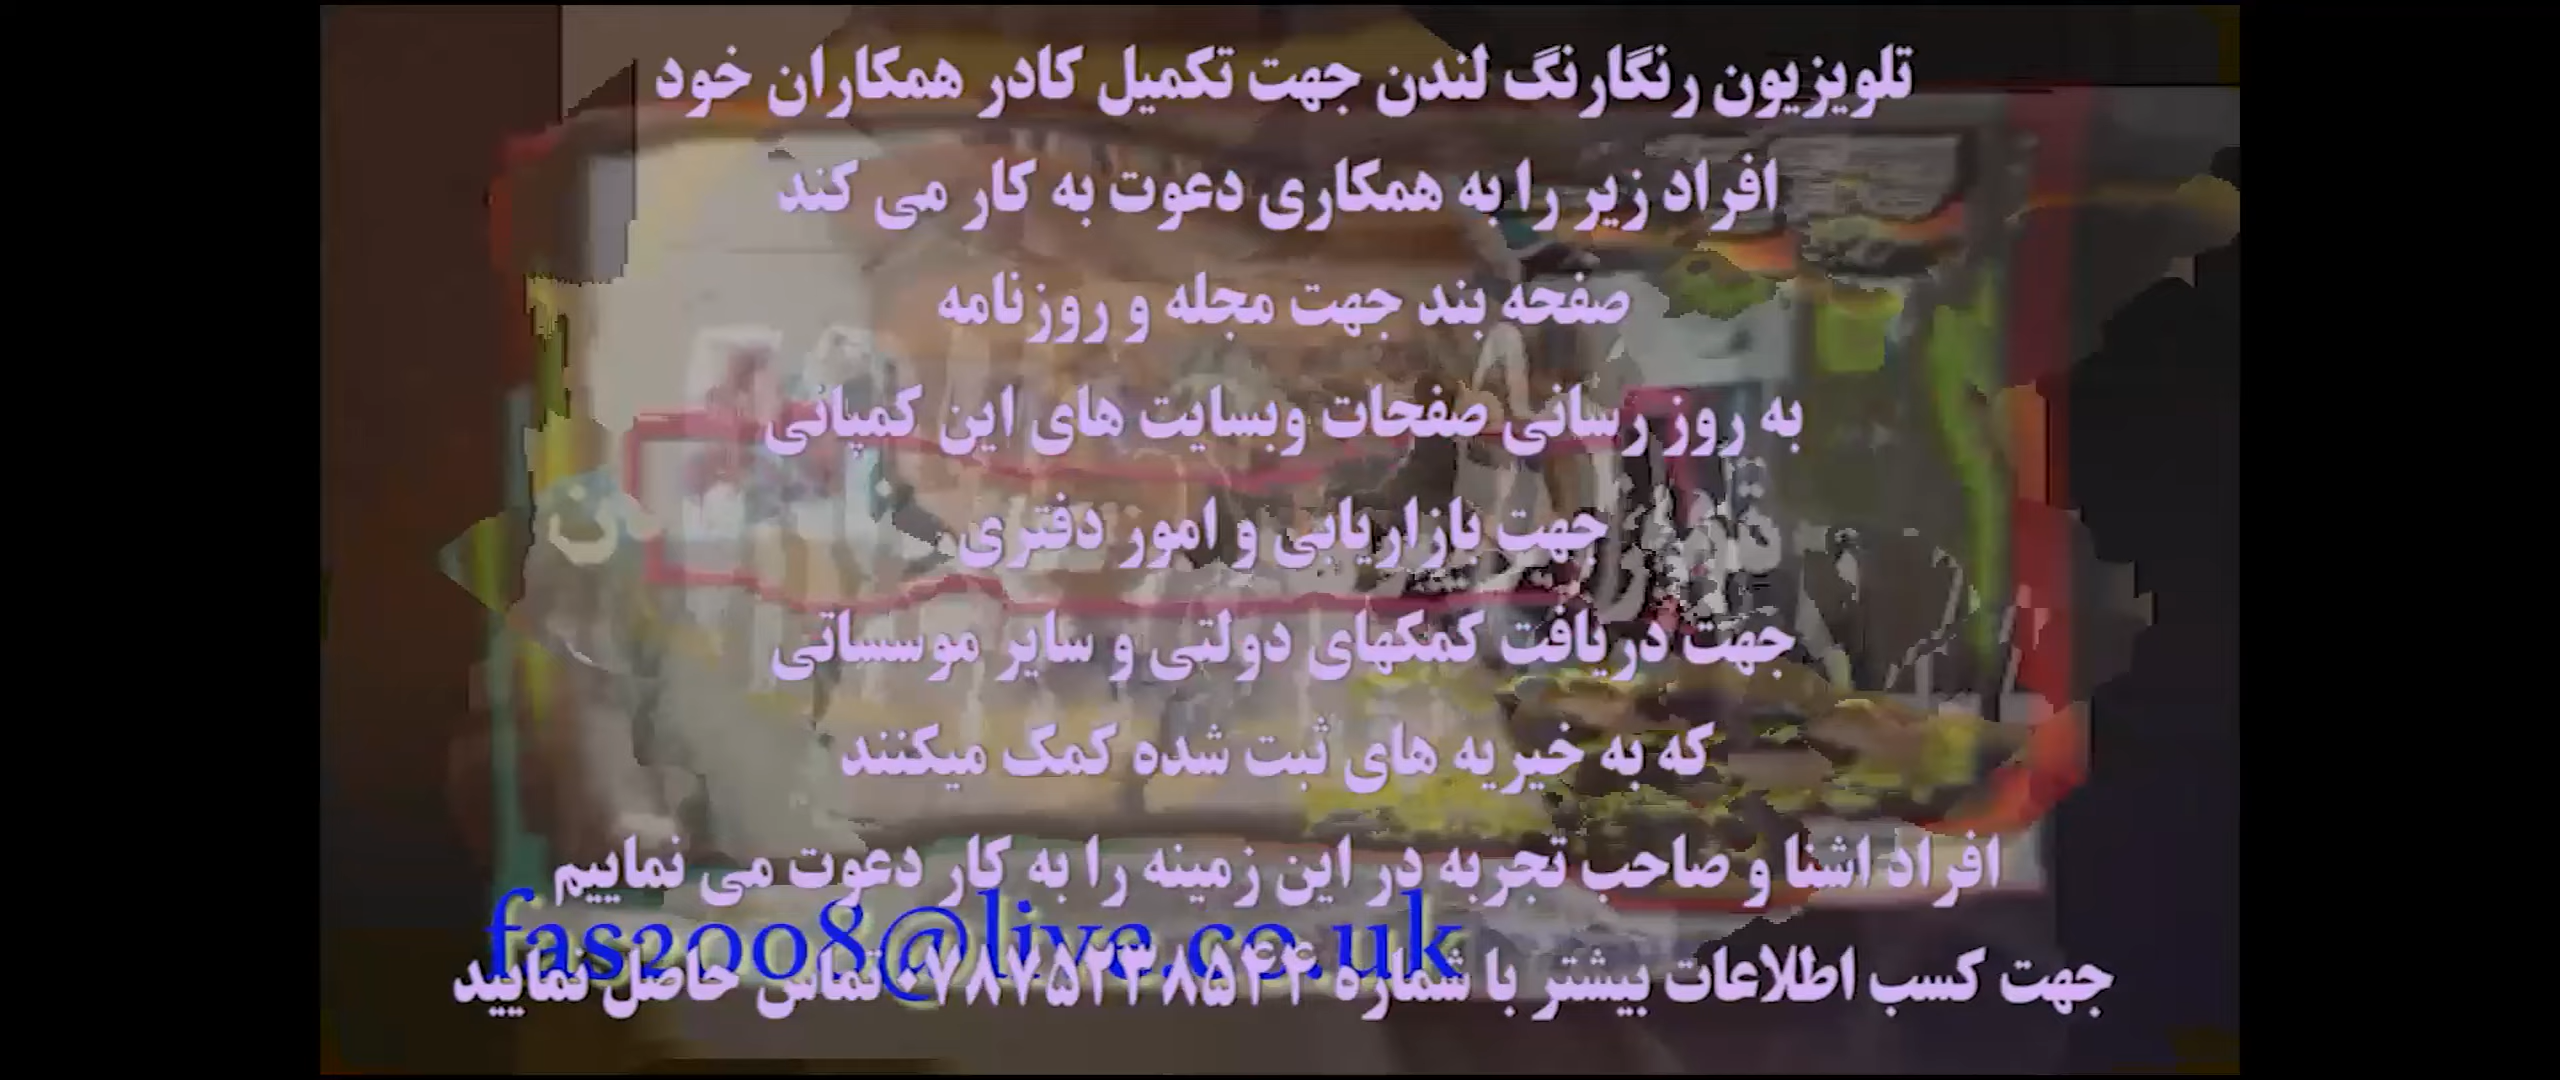 تلویزیون رنگارنگ لندن جهت تکمیل کادر همکاران خود
افراد زیر را به همکاری دعوت به کار می کند
صفحه بند جهت مجله و روزنامه
به روز رسانی صفحات وبسایت های این کمپانی
جهت بازاریابی و امور دفتری.
جهت دریافت کمکهای دولتی و سایر موسساتی
که به خیریه های ثبت شده کمک میکنند
افراد اشنا و صاحب تجربه در این زمینه را به کار دعوت می نماییم
fas2008@live.co.uk
جهت کسب اطلاعات بیشتر با شماره ۰۷۸۷۵۲۳۸۵۴۴ تماس حاصل نمایید